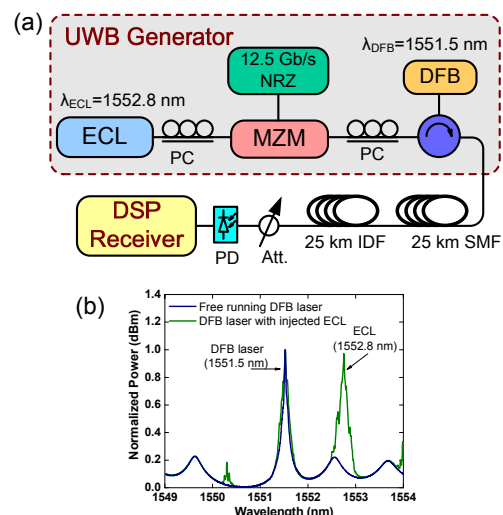 (a)
UWB Generator
12.5 Gb/s
NRZ
λDFB=1551.5 nm
DFB
λECL=1552.8 nm
ECL
PC
MZM
PC
DSP
Receiver
PD
Att.
25 km IDF
25 km SMF
(b)
Normalized Power (dBm)
1.4
1.2
1.0
0.8
0.6
0.4
0.2
0.0
Free running DFB laser
DFB laser with injected ECL
DFB laser
(1551.5 nm)
ECL
(1552.8 nm)
1549 1550 1551 1552 1553 1554
Wavelength (nm)